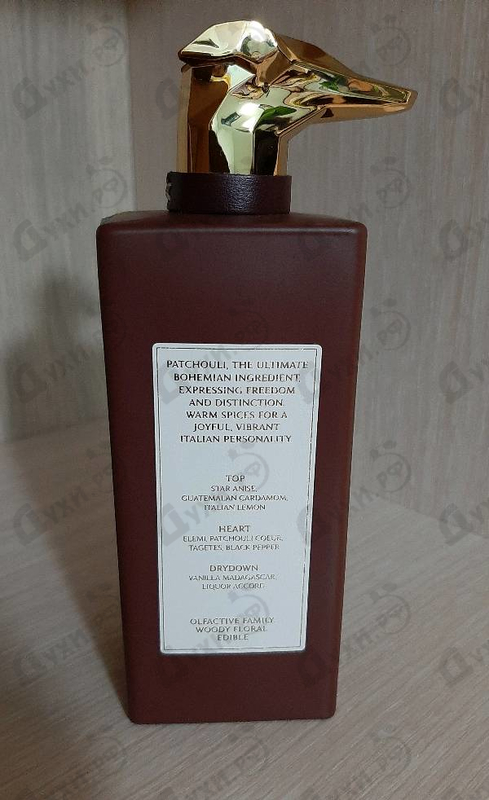 PATCHOULI, THE ULTIMATE
BOHEMIAN INGREDIENT,
EXPRESSING FREEDOM
AND DISTINCTION.
WARM SPICES FOR A
JOYFUL, VIBRANT
ITALIAN PERSONALITY
TOP
STAR ANISE,
GUATEMALAN CARDAMOM,
ITALIAN LEMON
HEART
ELEMI, PATCHOULI COEUR,
TAGETES, BLACK PEPPER
DRYDOWN
VANILLA MADAGASCAR,
LIQUOR ACCORD
OLFACTIVE FAMILY
WOODY FLORAL
EDIBLE
Духи.рф